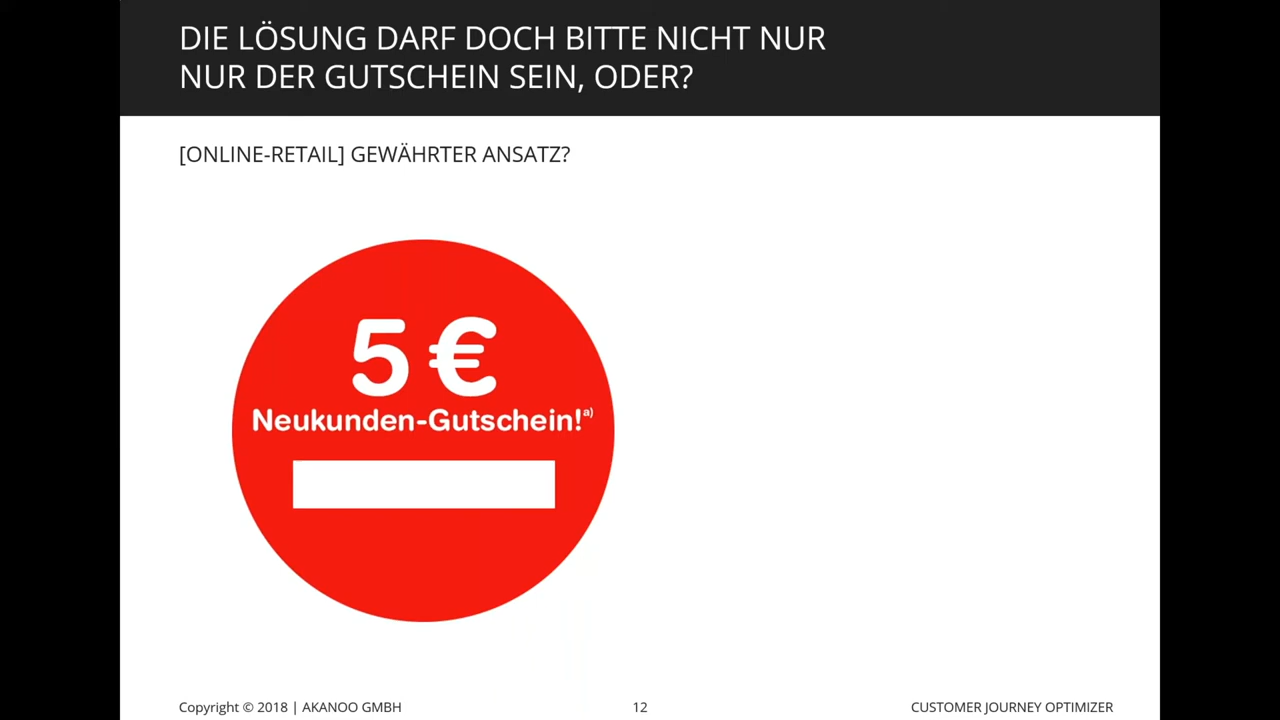 DIE LÖSUNG DARF DOCH BITTE NICHT NUR
NUR DER GUTSCHEIN SEIN, ODER?
[ONLINE-RETAIL] GEWÄHRTER ANSATZ?
5 €
Neukunden-Gutschein!a)
Copyright © 2018 | AKANOO GMBH
12
CUSTOMER JOURNEY OPTIMIZER